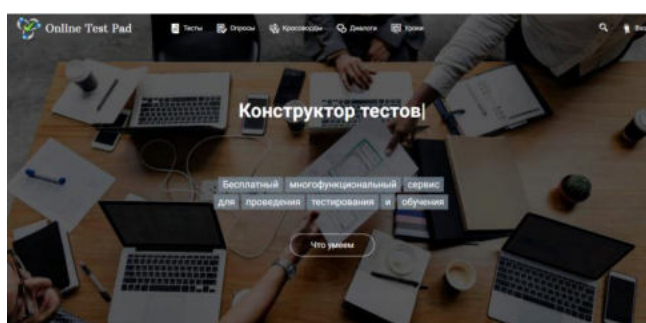 Online Test Pad Тесты Опросы Кроссворды Диалоги Уроки
Конструктор тестов
Бесплатный многофункциональный сервис
для проведения тестирования и обучения
Что умеем